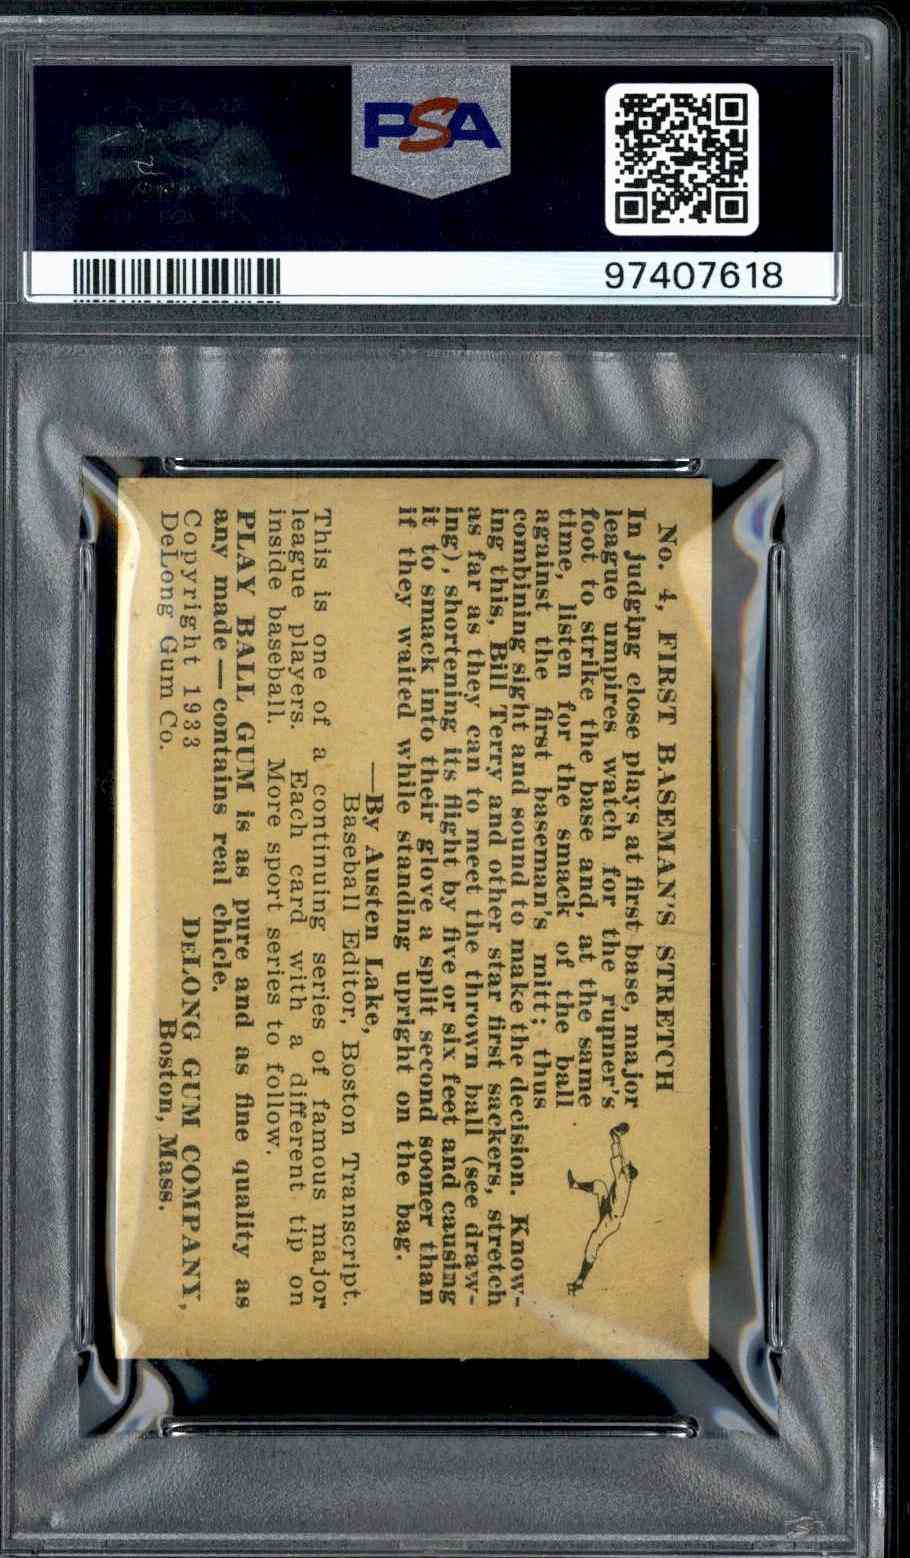 PSA
97407618
No. 4, FIRST BASEMAN'S STRETCH
In judging close plays at first base, major
league umpires watch for the runner's
foot to strike the base and, at the same
time, listen for the smack of the ball
against the first baseman's mitt; thus
combining sight and sound to make the decision. Know-
ing this, Bill Terry and other star first sackers, stretch
as far as they can to meet the thrown ball (see draw-
ing), shortening its flight by five or six feet and causing
it to smack into their glove a split second sooner than
if they waited while standing upright on the bag.
—By Austen Lake,
Baseball Editor, Boston Transcript.
This is one of a continuing series of famous major
league players. Each card with a different tip on
inside baseball. More sport series to follow.
PLAY BALL GUM is as pure and as fine quality as
any made — contains real chicle.
DELONG GUM COMPANY,
Boston, Mass.
Copyright 1933
DeLong Gum Co.